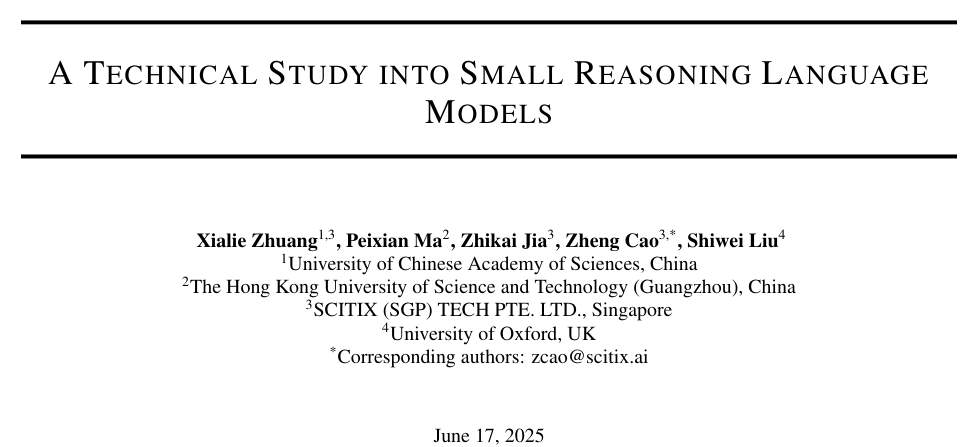 A TECHNICAL STUDY INTO SMALL REASONING LANGUAGE
MODELS
Xialie Zhuang1,3, Peixian Ma2, Zhikai Jia3, Zheng Cao3,*, Shiwei Liu4
1University of Chinese Academy of Sciences, China
2The Hong Kong University of Science and Technology (Guangzhou), China
3SCITIX (SGP) TECH PTE. LTD., Singapore
4University of Oxford, UK
*Corresponding authors: zcao@scitix.ai
June 17, 2025